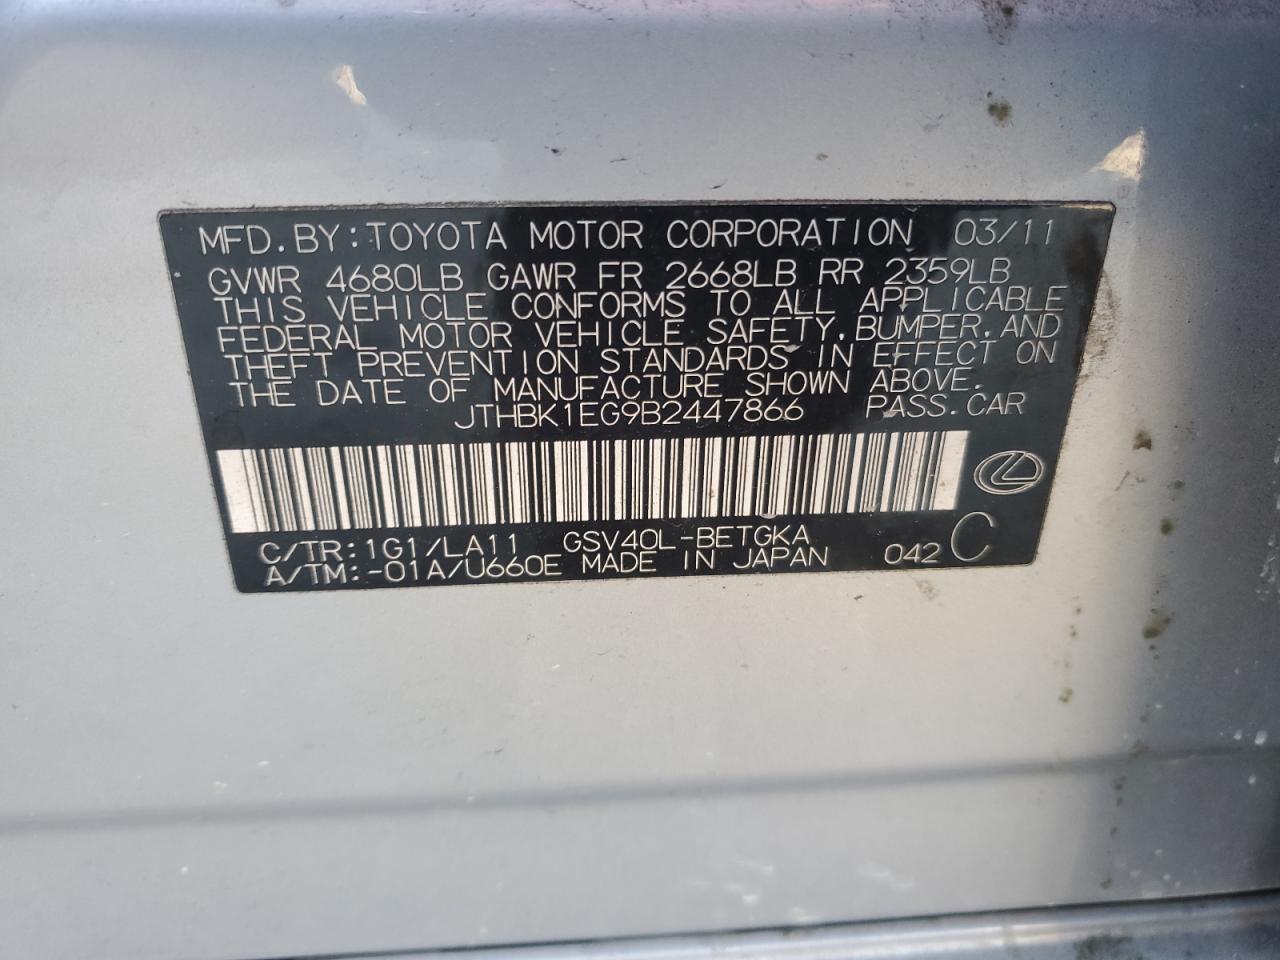 MFD.BY:TOYOTA MOTOR CORPORATION 03/11
GVWR 4680LB GAWR FR 2668LB RR 2359LB
THIS VEHICLE CONFORMS TO ALL APPLICABLE
FEDERAL MOTOR VEHICLE SAFETY,BUMPER,AND
THEFT PREVENTION STANDARDS IN EFFECT ON
THE DATE OF MANUFACTURE SHOWN ABOVE.
JTHBK1EG9B2447866 PASS.CAR
C/TR:1G1/LA11 GSV40L-BETGKA
A/TM:-01A/U660E MADE IN JAPAN 042 C